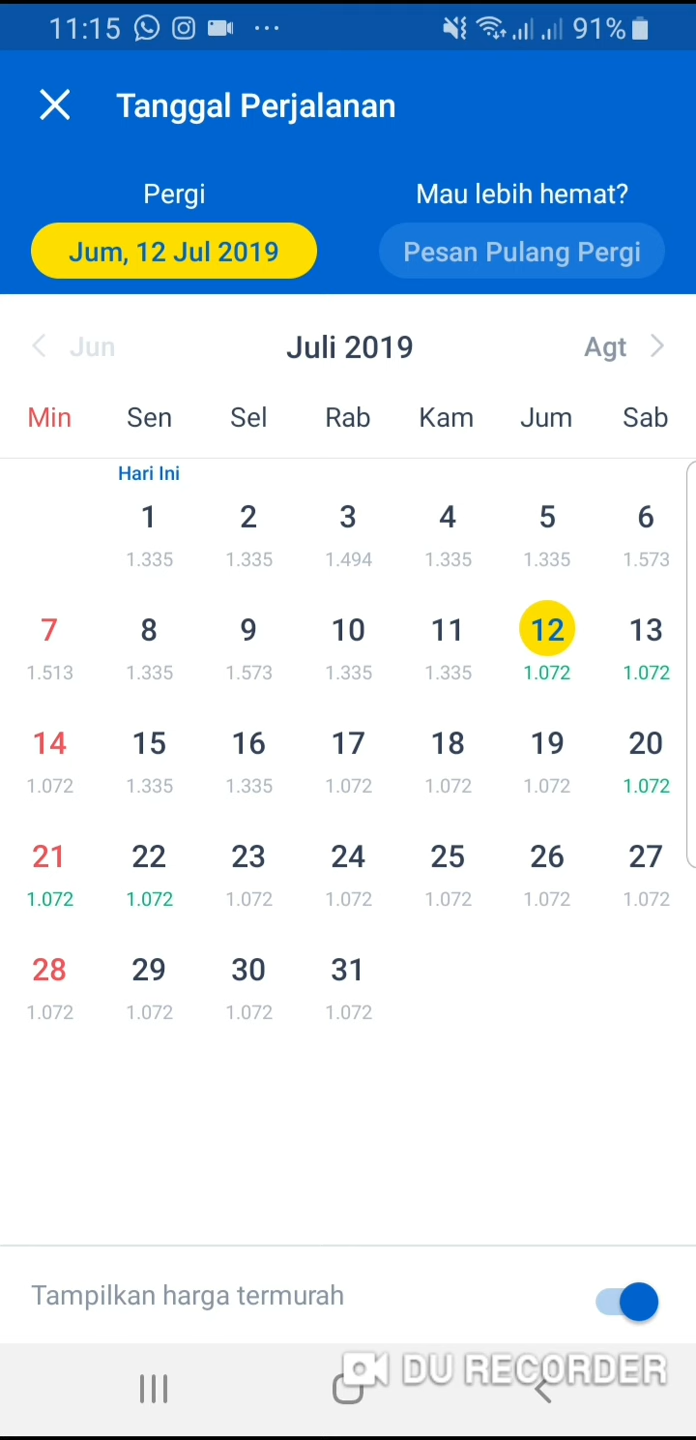 11:15 ... 91%
Tanggal Perjalanan
Pergi Mau lebih hemat?
Jum, 12 Jul 2019 Pesan Pulang Pergi
Jun Juli 2019 Agt
Min Sen Sel Rab Kam Jum Sab
Hari Ini
1 2 3 4 5 6
1.335 1.335 1.494 1.335 1.335 1.573
7 8 9 10 11 12 13
1.513 1.335 1.573 1.335 1.335 1.072 1.072
14 15 16 17 18 19 20
1.072 1.335 1.335 1.072 1.072 1.072 1.072
21 22 23 24 25 26 27
1.072 1.072 1.072 1.072 1.072 1.072 1.072
28 29 30 31
1.072 1.072 1.072 1.072
Tampilkan harga termurah
DU RECORDER